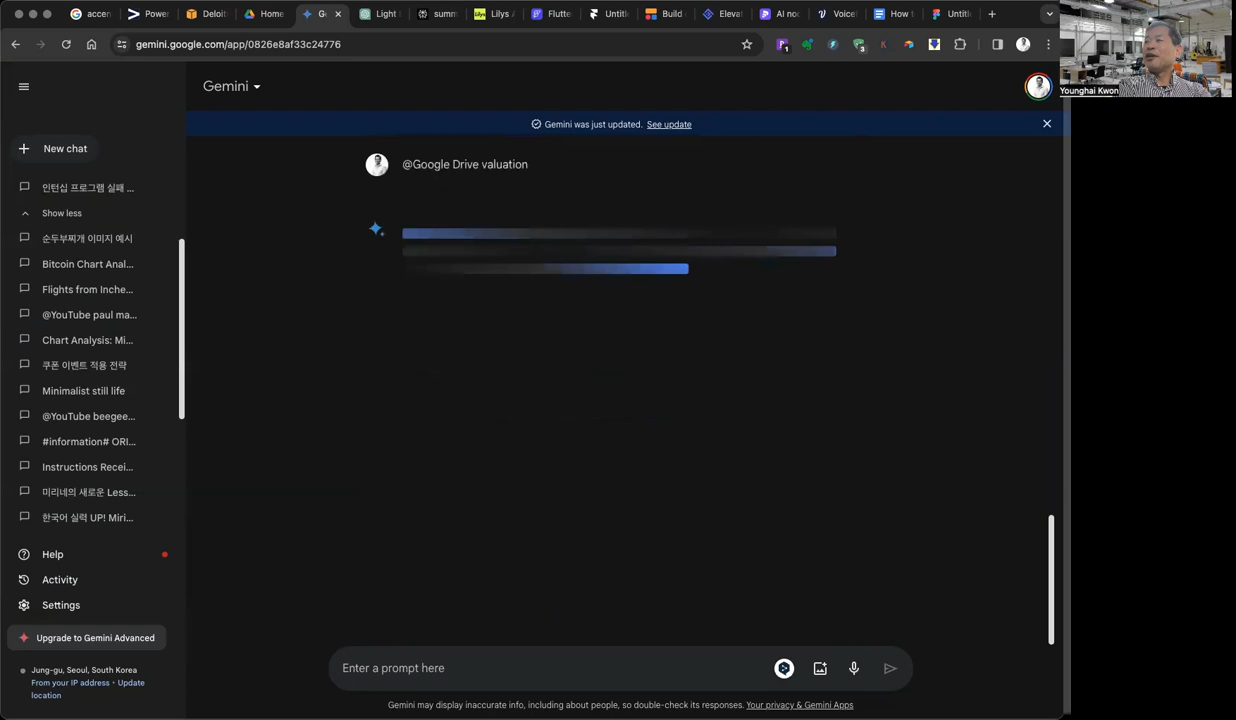 accen
Power
Deloit
Home
G
Light
summ
Lilys
Flutte
Untitl
Build
Elevat
AI no
Voice
How t
Untitl
gemini.google.com/app/0826e8af33c24776
1
3
K
Younghai Kwon
Gemini
Gemini was just updated. See update
New chat
인턴십 프로그램 실패 ...
Show less
순두부찌개 이미지 예시
Bitcoin Chart Anal...
Flights from Inche...
@YouTube paul ma...
Chart Analysis: Mi...
쿠폰 이벤트 적용 전략
Minimalist still life
@YouTube beegee...
#information# ORI...
Instructions Recei...
미리네의 새로운 Less...
한국어 실력 UP! Miri...
Help
Activity
Settings
Upgrade to Gemini Advanced
Jung-gu, Seoul, South Korea
From your IP address • Update
location
@Google Drive valuation
Enter a prompt here
Gemini may display inaccurate info, including about people, so double-check its responses. Your privacy & Gemini Apps